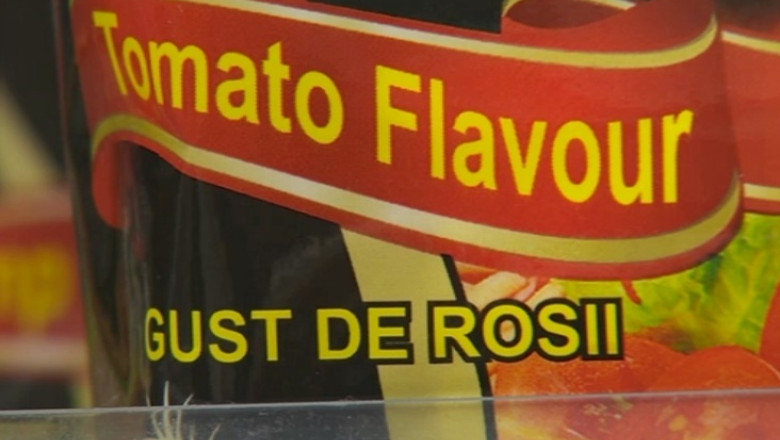 Tomato Flavour
GUST DE ROSII